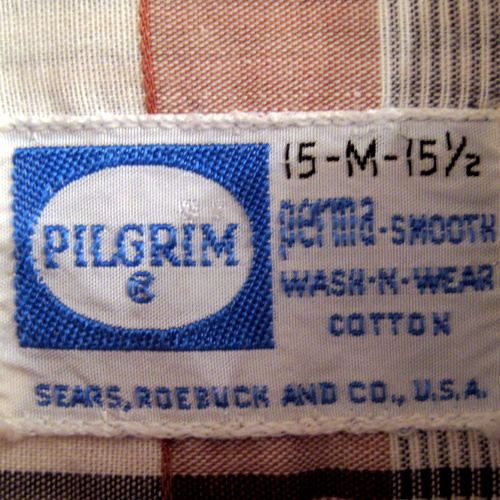 PILGRIM
®
15-M-15½
perma-SMOOTH
WASH-N-WEAR
COTTON
SEARS, ROEBUCK AND CO., U.S.A.